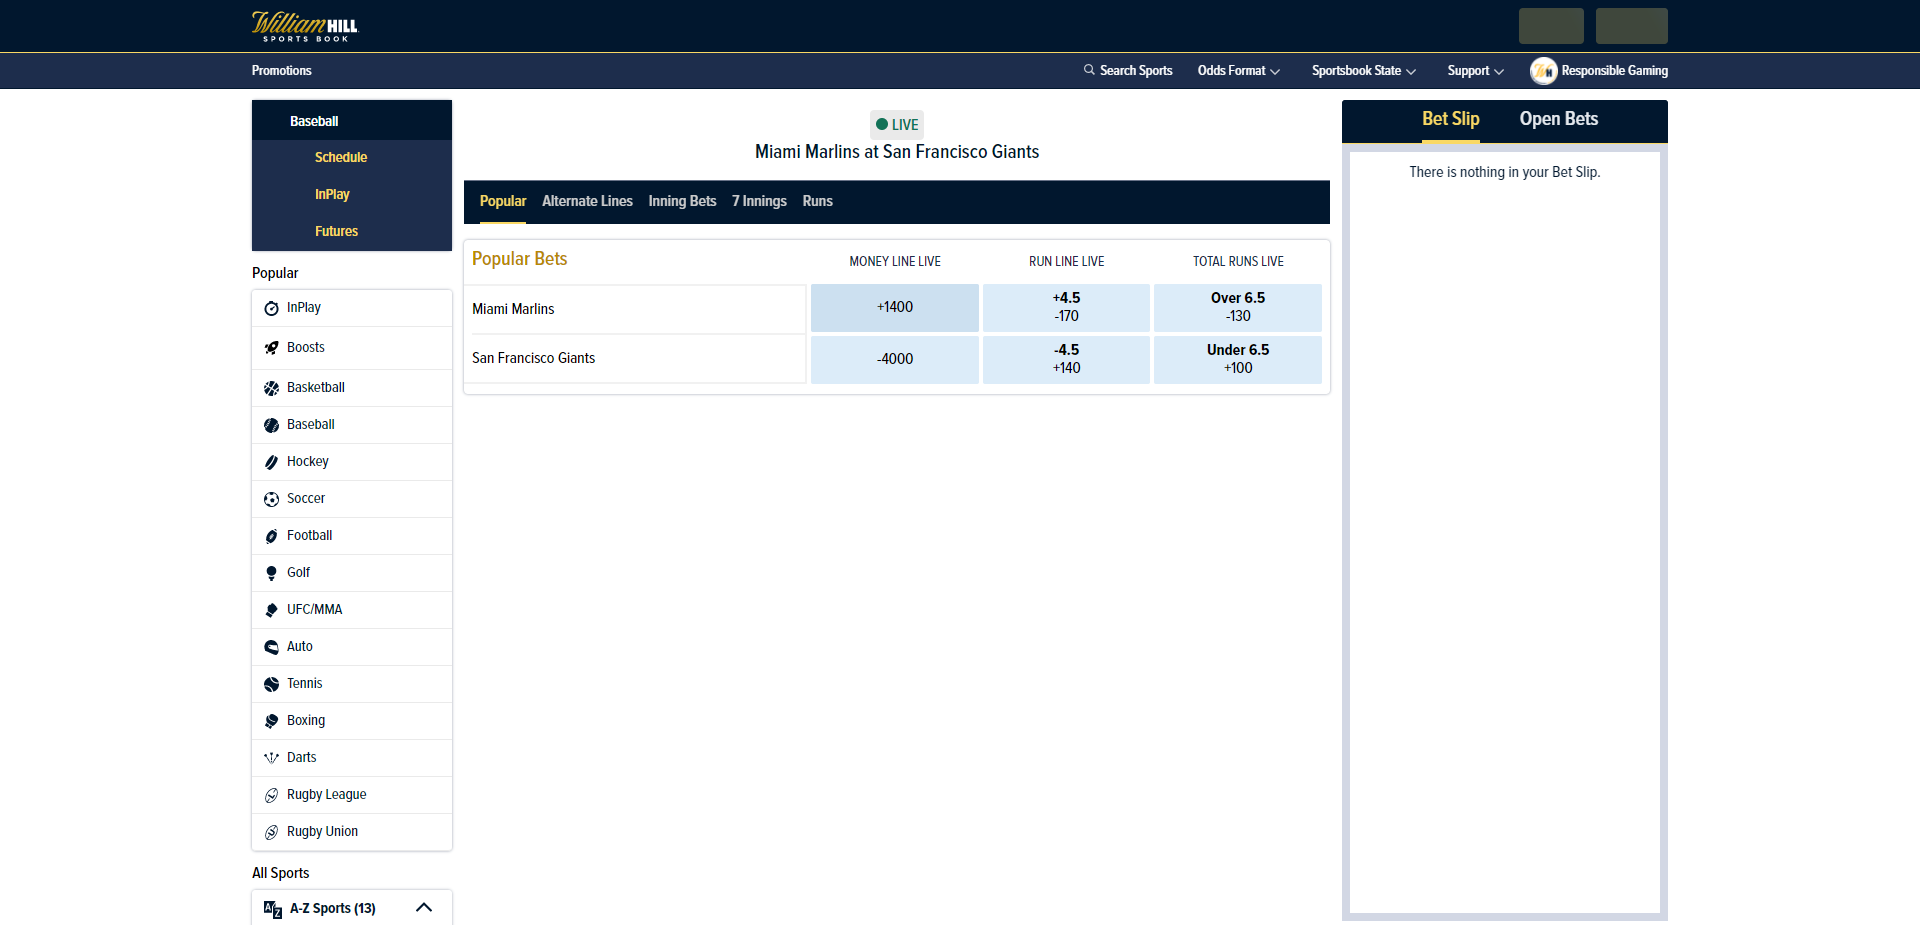 William HILL
SPORTS BOOK
Promotions
Search Sports
Odds Format
Sportsbook State
Support
WH
Responsible Gaming
Baseball
Schedule
InPlay
Futures
Popular
InPlay
Boosts
Basketball
Baseball
Hockey
Soccer
Football
Golf
UFC/MMA
Auto
Tennis
Boxing
Darts
Rugby League
Rugby Union
All Sports
A-Z Sports (13)
LIVE
Miami Marlins at San Francisco Giants
Popular Alternate Lines Inning Bets 7 Innings Runs
Popular Bets MONEY LINE LIVE RUN LINE LIVE TOTAL RUNS LIVE
Miami Marlins
+1400
+4.5
-170
Over 6.5
-130
San Francisco Giants
-4000
-4.5
+140
Under 6.5
+100
Bet Slip Open Bets
There is nothing in your Bet Slip.